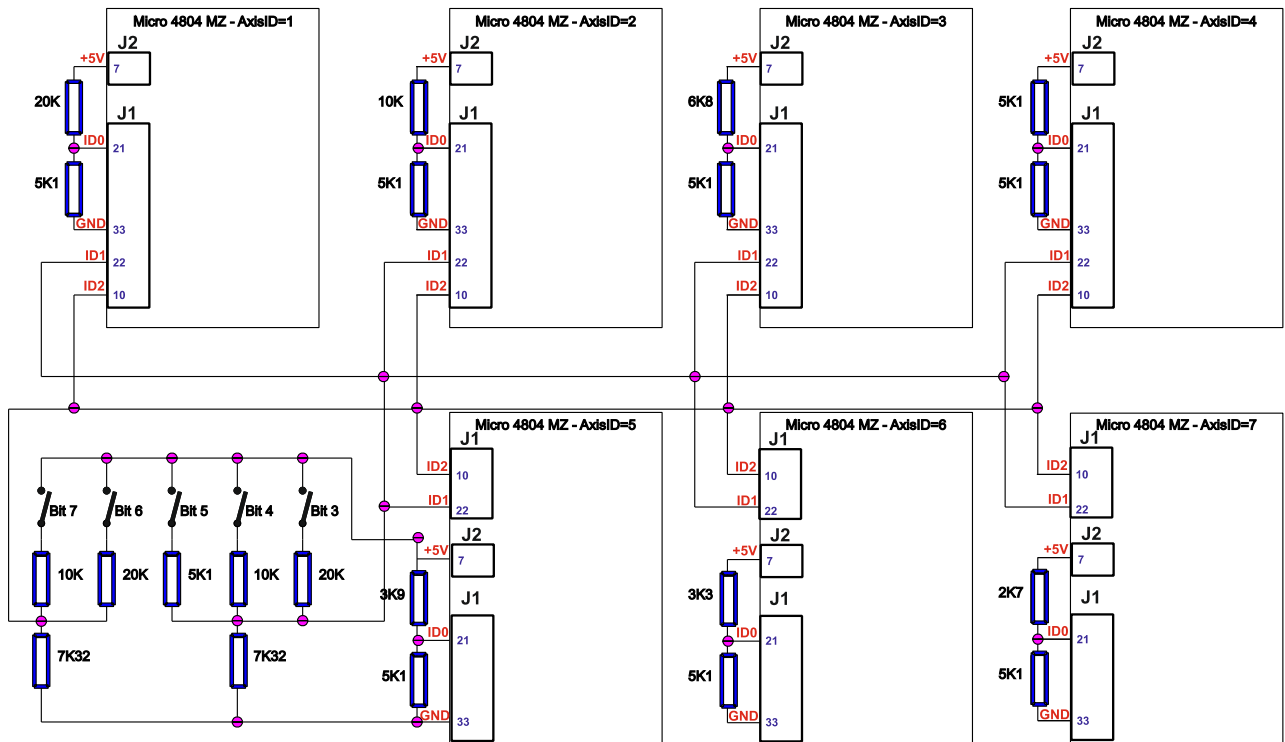 Micro 4804 MZ - AxisID=1
J2
+5V
7
20K
J1
ID0
21
5K1
GND
33
ID1
22
ID2
10
Micro 4804 MZ - AxisID=2
J2
+5V
7
10K
J1
ID0
21
5K1
GND
33
ID1
22
ID2
10
Micro 4804 MZ - AxisID=3
J2
+5V
7
6K8
J1
ID0
21
5K1
GND
33
ID1
22
ID2
10
Micro 4804 MZ - AxisID=4
J2
+5V
7
5K1
J1
ID0
21
5K1
GND
33
ID1
22
ID2
10
Bit 7
Bit 6
Bit 5
Bit 4
Bit 3
10K
20K
5K1
10K
20K
7K32
7K32
Micro 4804 MZ - AxisID=5
J1
ID2
10
ID1
22
J2
+5V
7
3K9
J1
ID0
21
5K1
GND
33
Micro 4804 MZ - AxisID=6
J1
ID2
10
ID1
22
J2
+5V
7
3K3
J1
ID0
21
5K1
GND
33
Micro 4804 MZ - AxisID=7
J1
ID2
10
ID1
22
J2
+5V
7
2K7
J1
ID0
21
5K1
GND
33